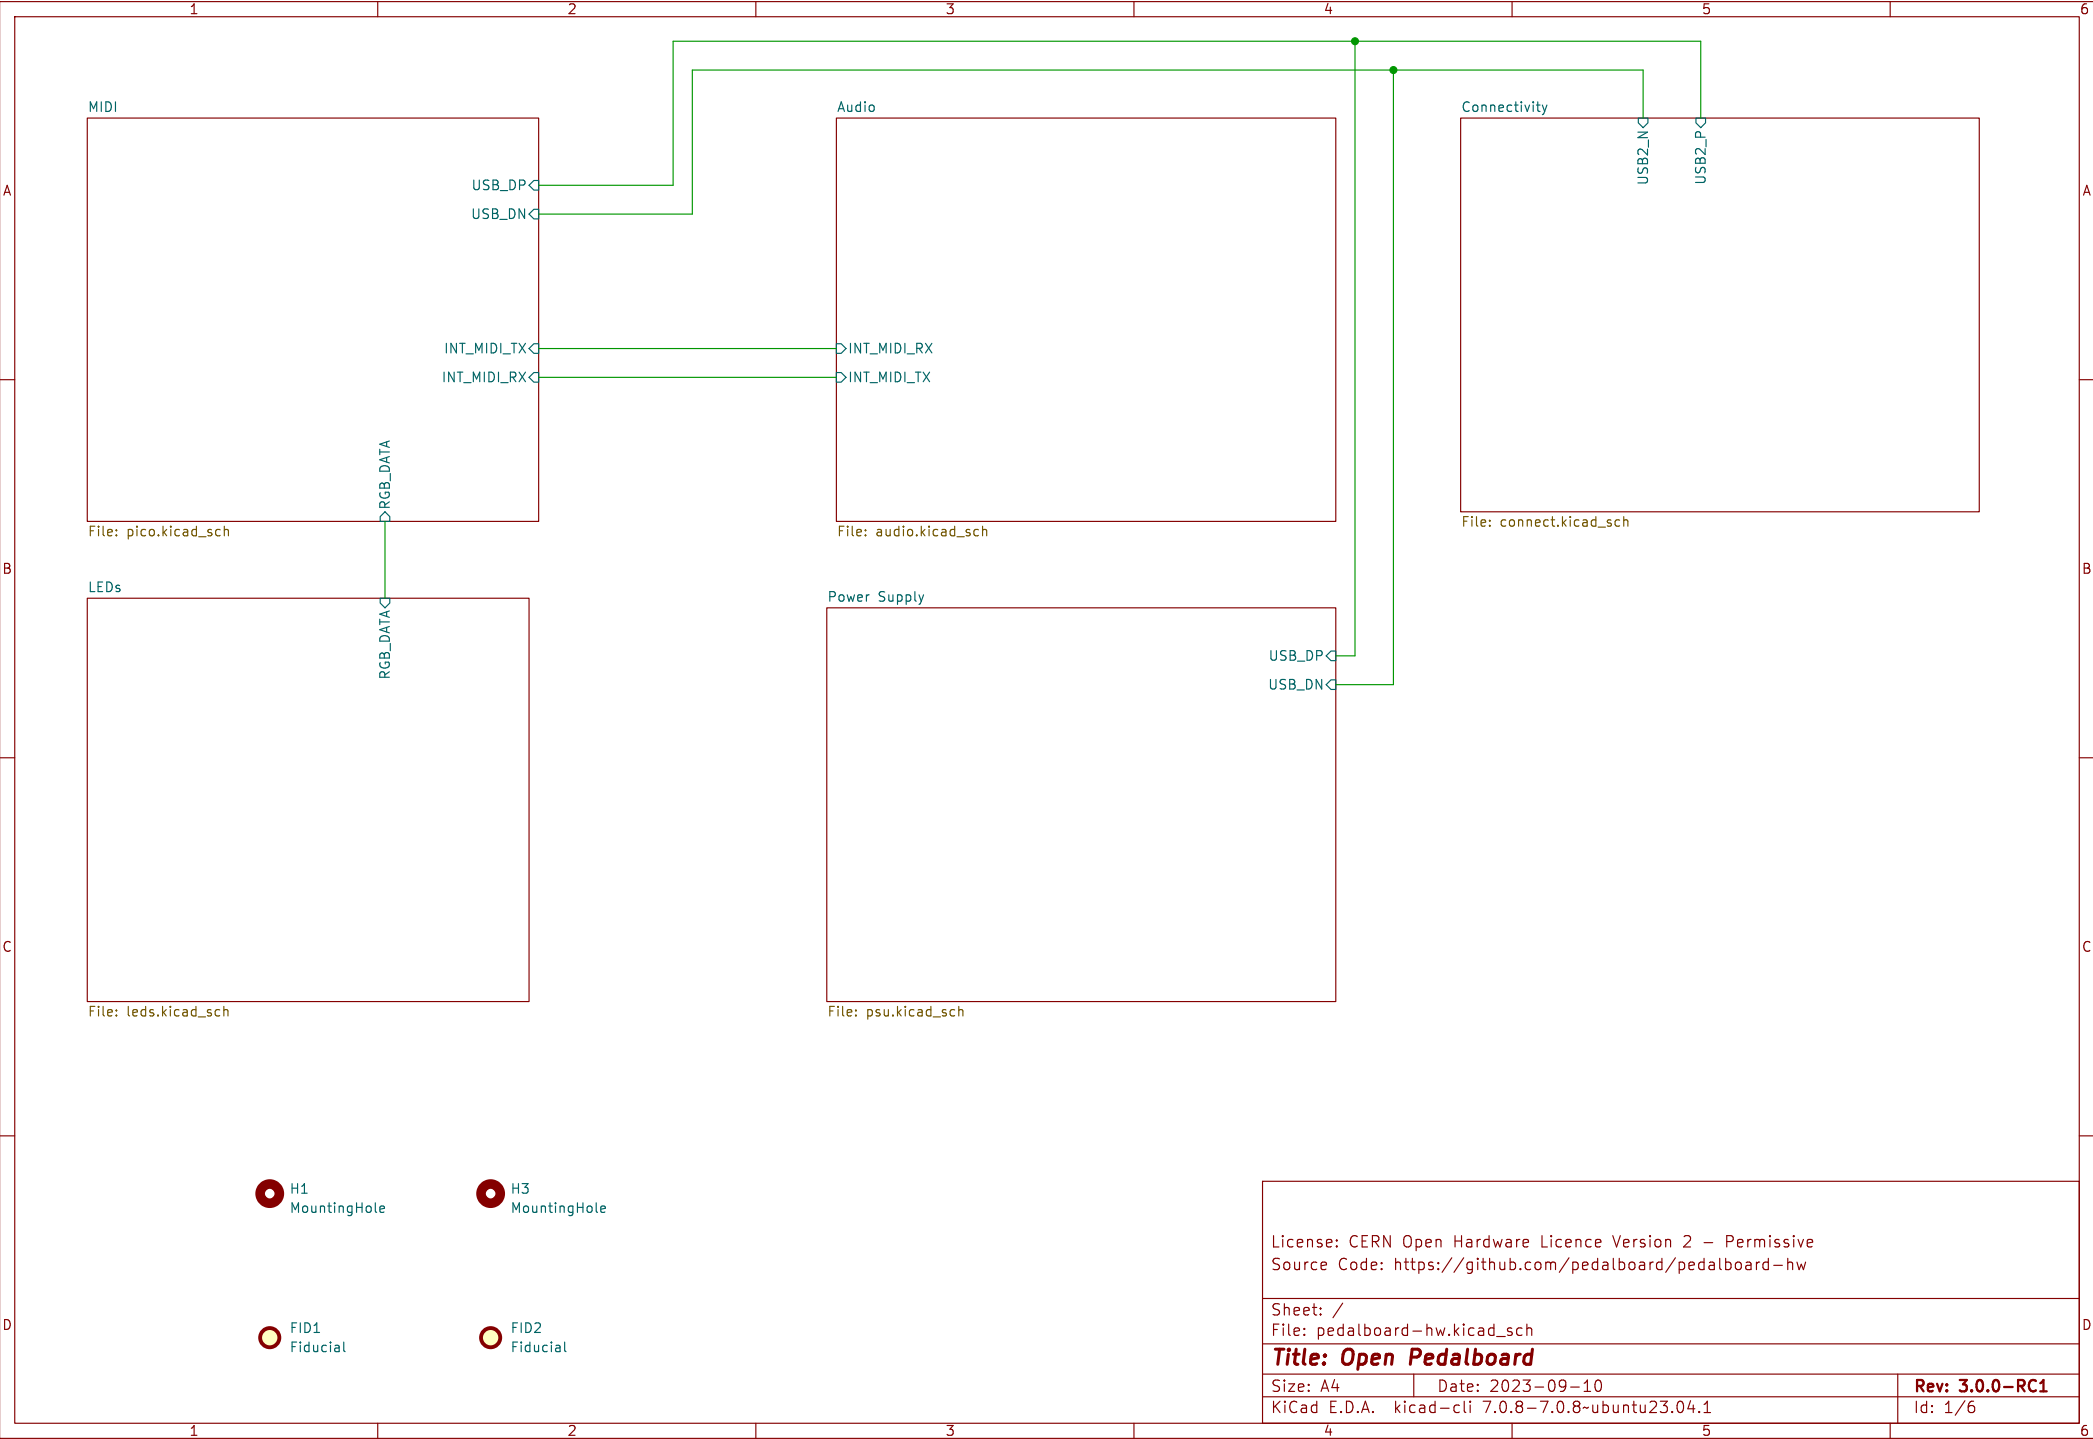 1 2 3 4 5 6
MIDI
Audio
Connectivity
USB2_N
USB2_P
A
A
USB_DP
USB_DN
INT_MIDI_TX
INT_MIDI_RX
INT_MIDI_RX
INT_MIDI_TX
RGB_DATA
File: pico.kicad_sch
File: audio.kicad_sch
File: connect.kicad_sch
B
B
LEDs
Power Supply
RGB_DATA
USB_DP
USB_DN
C
C
File: leds.kicad_sch
File: psu.kicad_sch
H1
MountingHole
H3
MountingHole
FID1
Fiducial
FID2
Fiducial
License: CERN Open Hardware Licence Version 2 - Permissive
Source Code: https://github.com/pedalboard/pedalboard-hw
Sheet: /
File: pedalboard-hw.kicad_sch
D
D
Title: Open Pedalboard
Size: A4
Date: 2023-09-10
Rev: 3.0.0-RC1
KiCad E.D.A. kicad-cli 7.0.8-7.0.8~ubuntu23.04.1
Id: 1/6
1 2 3 4 5 6